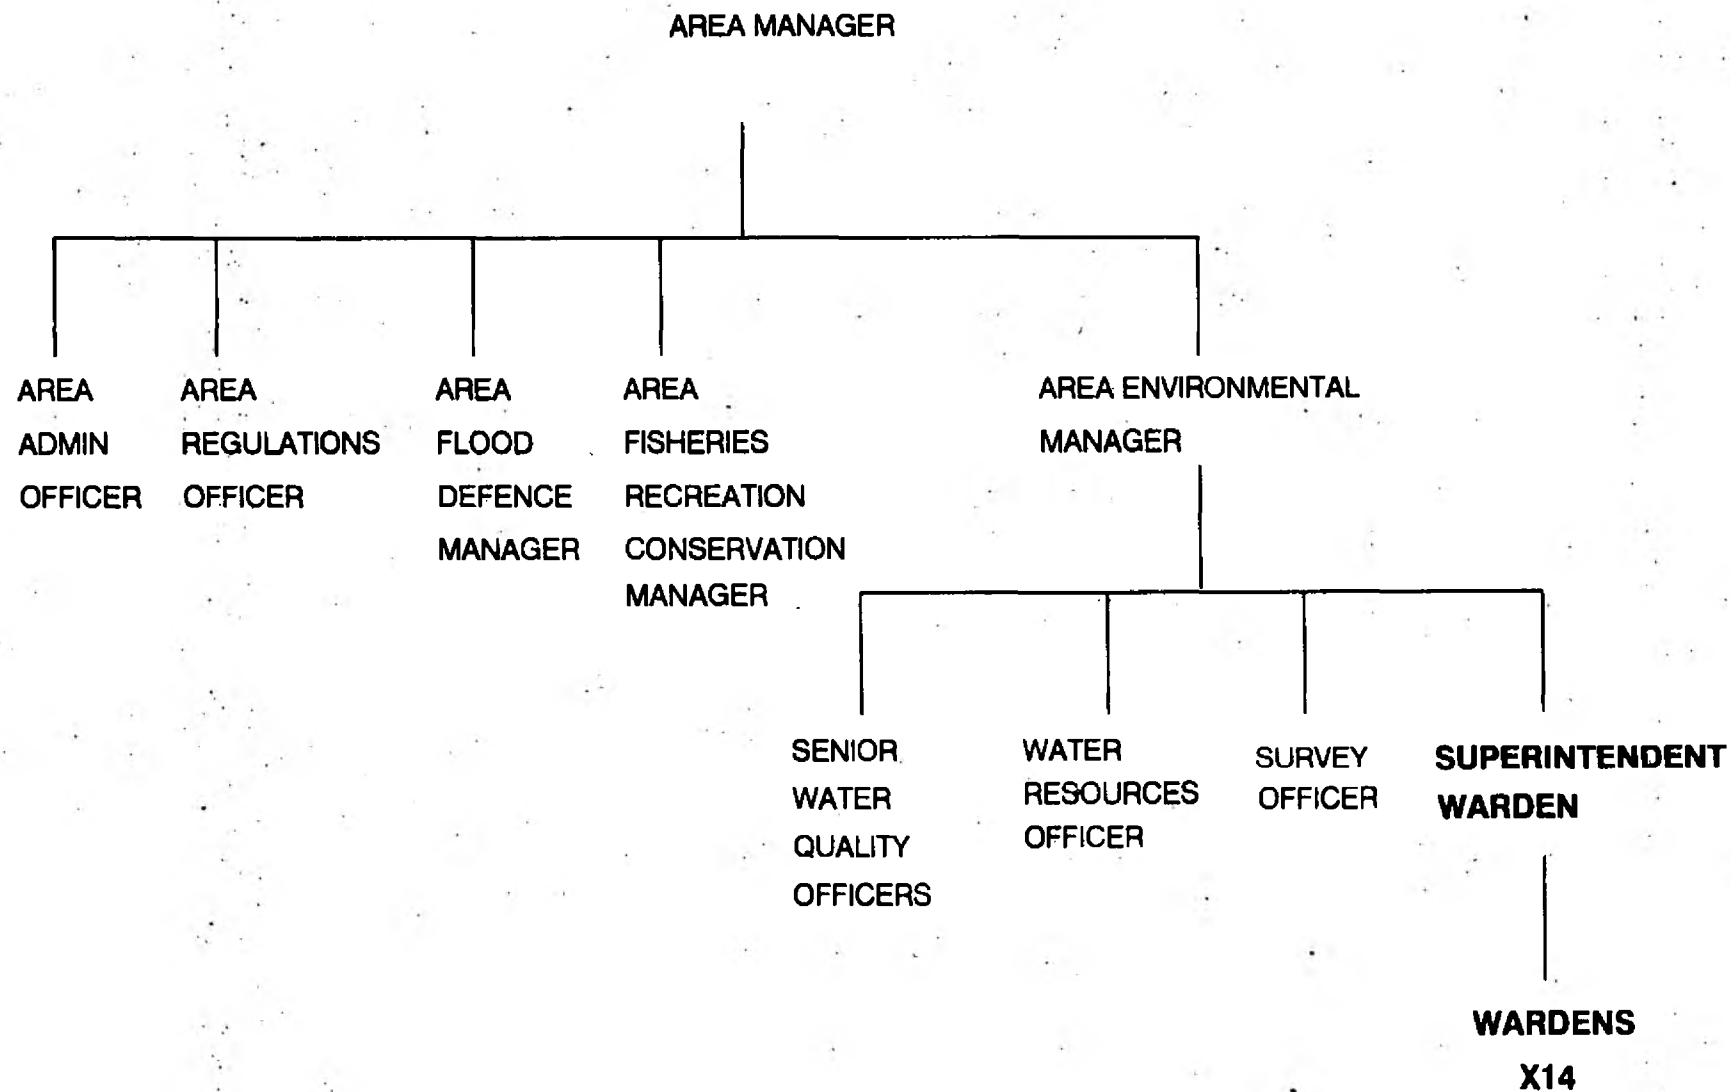 AREA MANAGER
AREA
ADMIN
OFFICER
AREA
REGULATIONS
OFFICER
AREA
FLOOD
DEFENCE
MANAGER
AREA
FISHERIES
RECREATION
CONSERVATION
MANAGER
AREA ENVIRONMENTAL
MANAGER
SENIOR
WATER
QUALITY
OFFICERS
WATER
RESOURCES
OFFICER
SURVEY
OFFICER
SUPERINTENDENT
WARDEN
WARDENS
X14